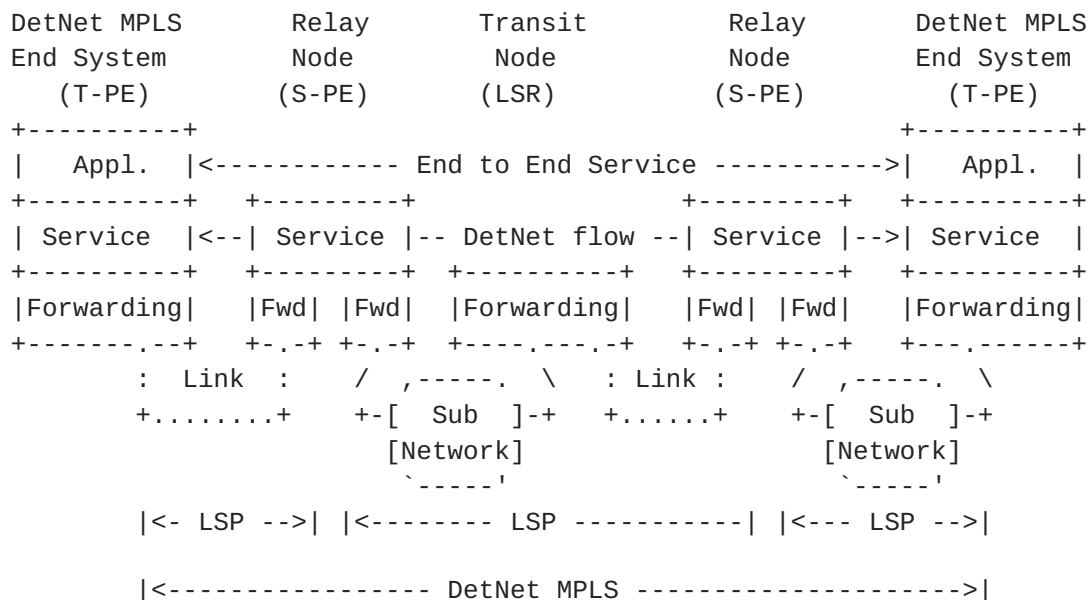 DetNet MPLS       Relay       Transit         Relay       DetNet MPLS
End System        Node         Node           Node        End System
   (T-PE)        (S-PE)       (LSR)          (S-PE)         (T-PE)
+----------+                                             +----------+
|   Appl.  |<------------ End to End Service ----------->|   Appl.  |
+----------+   +---------+                 +---------+   +----------+
| Service  |<--| Service |-- DetNet flow --| Service |-->| Service  |
+----------+   +---------+  +----------+   +---------+   +----------+
|Forwarding|   |Fwd| |Fwd|  |Forwarding|   |Fwd| |Fwd|   |Forwarding|
+-------.--+   +-.-+ +-.-+  +----.---.-+   +-.-+ +-.-+   +---.------+
        :  Link  :    /  ,-----.  \   : Link :    /  ,-----.  \
        +........+    +-[  Sub  ]-+   +......+    +-[  Sub  ]-+
                        [Network]                   [Network]
                         `-----'                     `-----'
        |<- LSP -->| |<-------- LSP -----------| |<--- LSP -->|
        |<----------------- DetNet MPLS --------------------->|